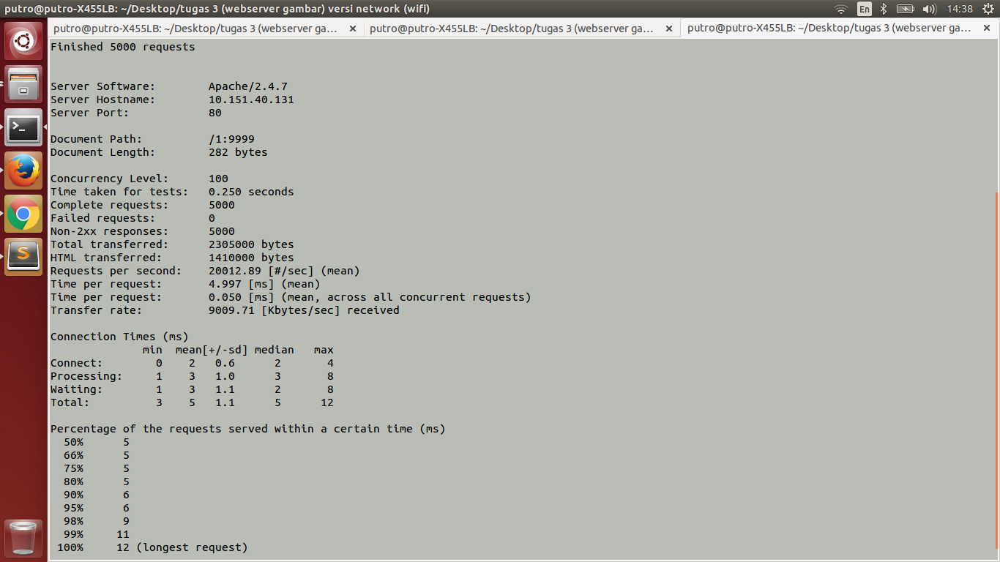 putro@putro-X455LB: ~/Desktop/tugas 3 (webserver gambar) versi network (wifi) En 14:38
putro@putro-X455LB: ~/Desktop/tugas 3 (webserver ga... × putro@putro-X455LB: ~/Desktop/tugas 3 (webserver ga... × putro@putro-X455LB: ~/Desktop/tugas 3 (webserver ga... ×
Finished 5000 requests
Server Software: Apache/2.4.7
Server Hostname: 10.151.40.131
Server Port: 80
Document Path: /1:9999
Document Length: 282 bytes
Concurrency Level: 100
Time taken for tests: 0.250 seconds
Complete requests: 5000
Failed requests: 0
Non-2xx responses: 5000
Total transferred: 2305000 bytes
HTML transferred: 1410000 bytes
Requests per second: 20012.89 [#/sec] (mean)
Time per request: 4.997 [ms] (mean)
Time per request: 0.050 [ms] (mean, across all concurrent requests)
Transfer rate: 9009.71 [Kbytes/sec] received
Connection Times (ms)
min mean[+/-sd] median max
Connect: 0 2 0.6 2 4
Processing: 1 3 1.0 3 8
Waiting: 1 3 1.1 2 8
Total: 3 5 1.1 5 12
Percentage of the requests served within a certain time (ms)
50% 5
66% 5
75% 5
80% 5
90% 6
95% 6
98% 9
99% 11
100% 12 (longest request)